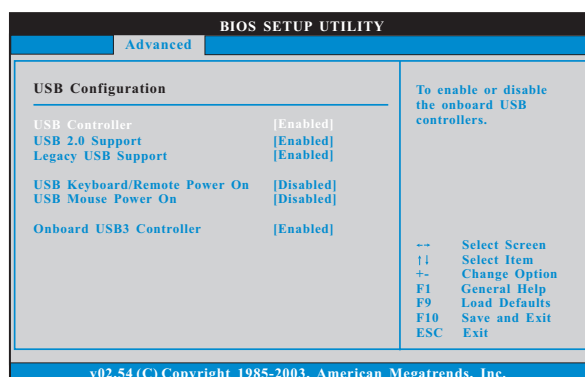 BIOS SETUP UTILITY
Advanced
USB Configuration
USB Controller [Enabled]
USB 2.0 Support [Enabled]
Legacy USB Support [Enabled]
USB Keyboard/Remote Power On [Disabled]
USB Mouse Power On [Disabled]
Onboard USB3 Controller [Enabled]
To enable or disable
the onboard USB
controllers.
←→ Select Screen
↑↓ Select Item
+- Change Option
F1 General Help
F9 Load Defaults
F10 Save and Exit
ESC Exit
v02.54 (C) Copyright 1985-2003, American Megatrends, Inc.